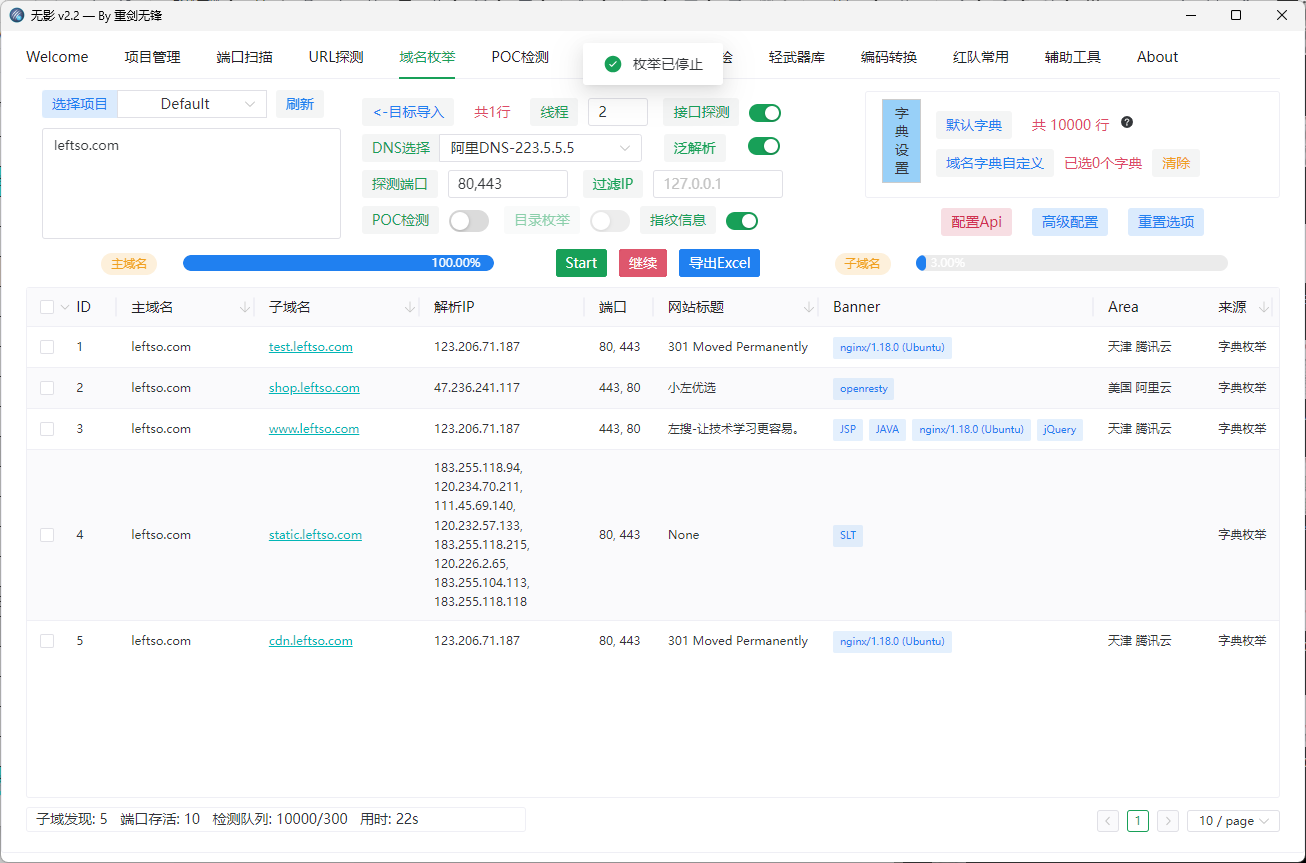 无影 v2.2 — By 重剑无锋
Welcome 项目管理 端口扫描 URL探测 域名枚举 POC检测 绘 轻武器库 编码转换 红队常用 辅助工具 About
枚举已停止
选择项目 Default 刷新
leftso.com
<-目标导入 共1行 线程 2 接口探测
DNS选择 阿里DNS-223.5.5.5 泛解析
探测端口 80,443 过滤IP 127.0.0.1
POC检测 目录枚举 指纹信息
字典设置
默认字典 共 10000 行 ?
域名字典自定义 已选0个字典 清除
配置Api 高级配置 重置选项
主域名 100.00% Start 继续 导出Excel 子域名 3.00%
ID 主域名 子域名 解析IP 端口 网站标题 Banner Area 来源
1 leftso.com test.leftso.com 123.206.71.187 80, 443 301 Moved Permanently nginx/1.18.0 (Ubuntu) 天津 腾讯云 字典枚举
2 leftso.com shop.leftso.com 47.236.241.117 443, 80 小左优选 openresty 美国 阿里云 字典枚举
3 leftso.com www.leftso.com 123.206.71.187 443, 80 左搜-让技术学习更容易。 JSP JAVA nginx/1.18.0 (Ubuntu) jQuery 天津 腾讯云 字典枚举
4 leftso.com static.leftso.com 183.255.118.94,
120.234.70.211,
111.45.69.140,
120.232.57.133,
183.255.118.215,
120.226.2.65,
183.255.104.113,
183.255.118.118
80, 443 None SLT 字典枚举
5 leftso.com cdn.leftso.com 123.206.71.187 80, 443 301 Moved Permanently nginx/1.18.0 (Ubuntu) 天津 腾讯云 字典枚举
子域发现: 5 端口存活: 10 检测队列: 10000/300 用时: 22s
1 10 / page